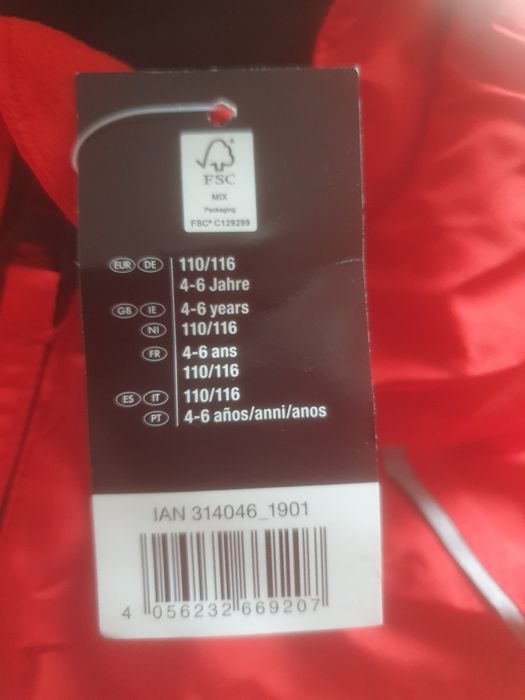 FSC
MIX
Packaging
FSC® C129299
EUR DE 110/116
4-6 Jahre
GB IE 4-6 years
NI 110/116
FR 4-6 ans
110/116
ES IT 110/116
PT 4-6 años/anni/anos
IAN 314046_1901
4 056232 669207